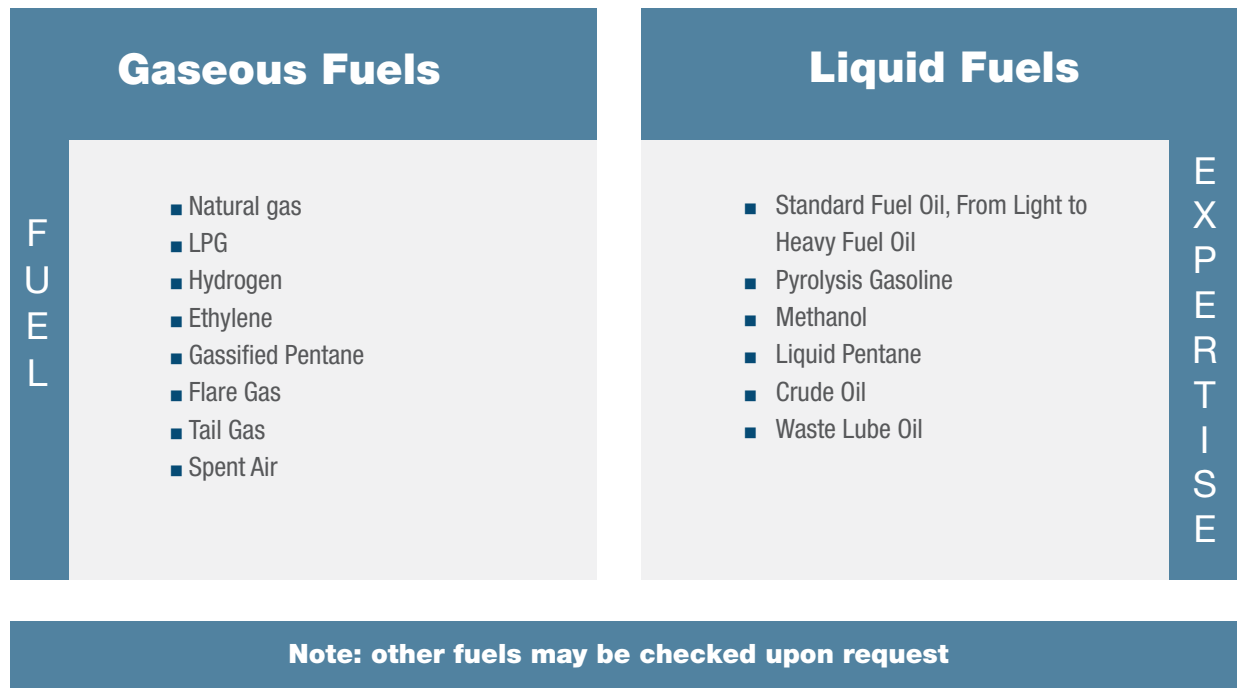 Gaseous Fuels
FUEL
■ Natural gas
■ LPG
■ Hydrogen
■ Ethylene
■ Gassified Pentane
■ Flare Gas
■ Tail Gas
■ Spent Air
Liquid Fuels
■ Standard Fuel Oil, From Light to
Heavy Fuel Oil
■ Pyrolysis Gasoline
■ Methanol
■ Liquid Pentane
■ Crude Oil
■ Waste Lube Oil
EXPERTISE
Note: other fuels may be checked upon request